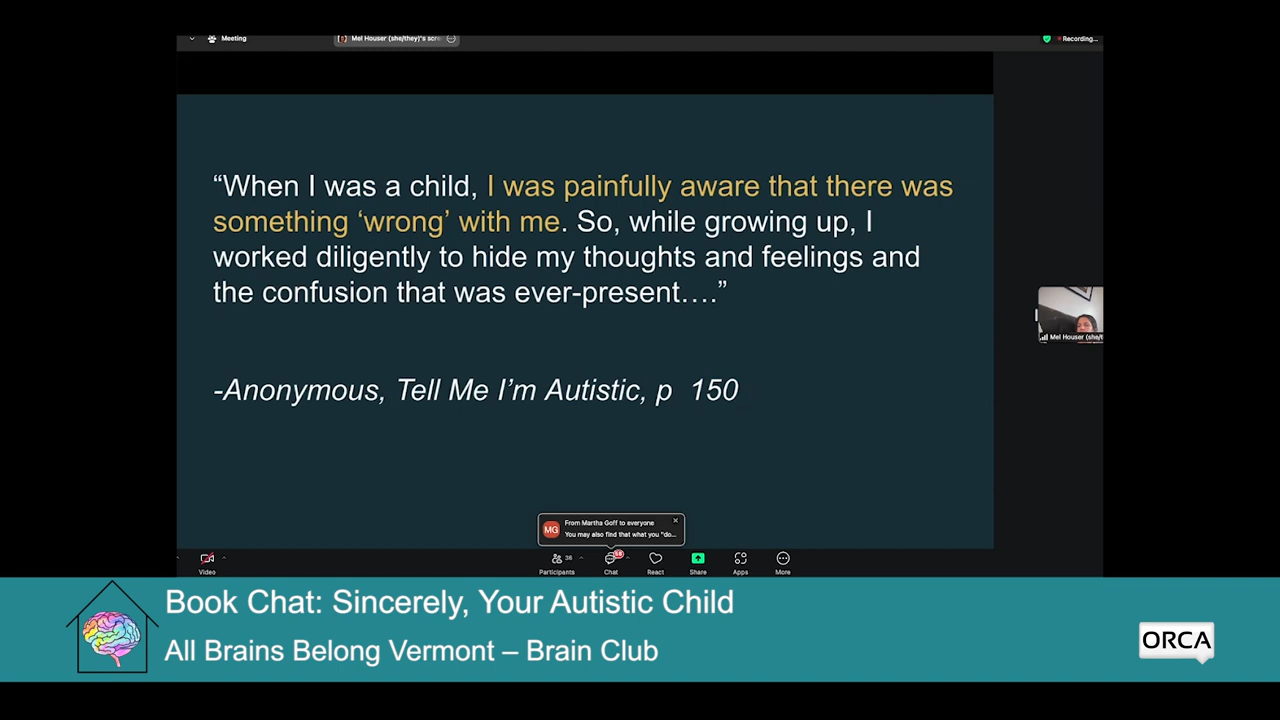 Meeting
Mel Houser (she/they)'s scre
Recording...
“When I was a child, I was painfully aware that there was
something ‘wrong’ with me. So, while growing up, I
worked diligently to hide my thoughts and feelings and
the confusion that was ever-present….”
-Anonymous, Tell Me I’m Autistic, p 150
Mel Houser (she/t
MG
From Martha Goff to everyone
You may also find that what you "do...
Video
38
Participants
58
Chat
React
Share
Apps
More
Book Chat: Sincerely, Your Autistic Child
All Brains Belong Vermont – Brain Club
ORCA